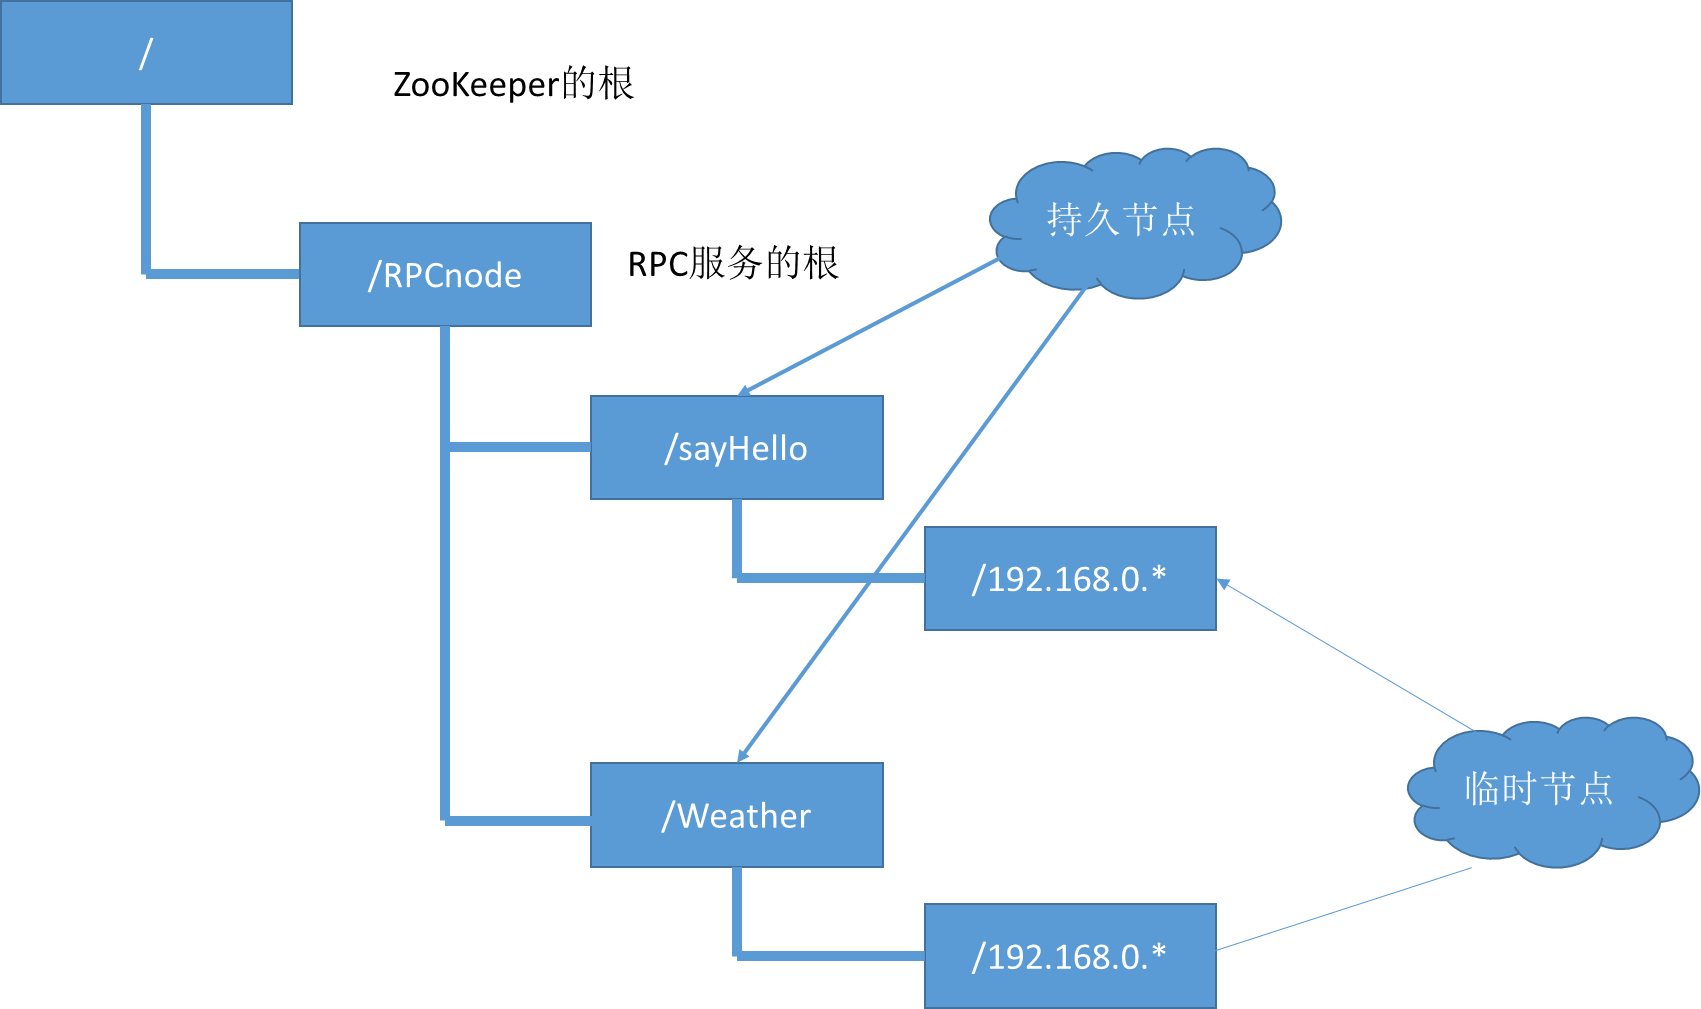 /
ZooKeeper的根
持久节点
/RPCnode
RPC服务的根
/sayHello
/192.168.0.*
临时节点
/Weather
/192.168.0.*